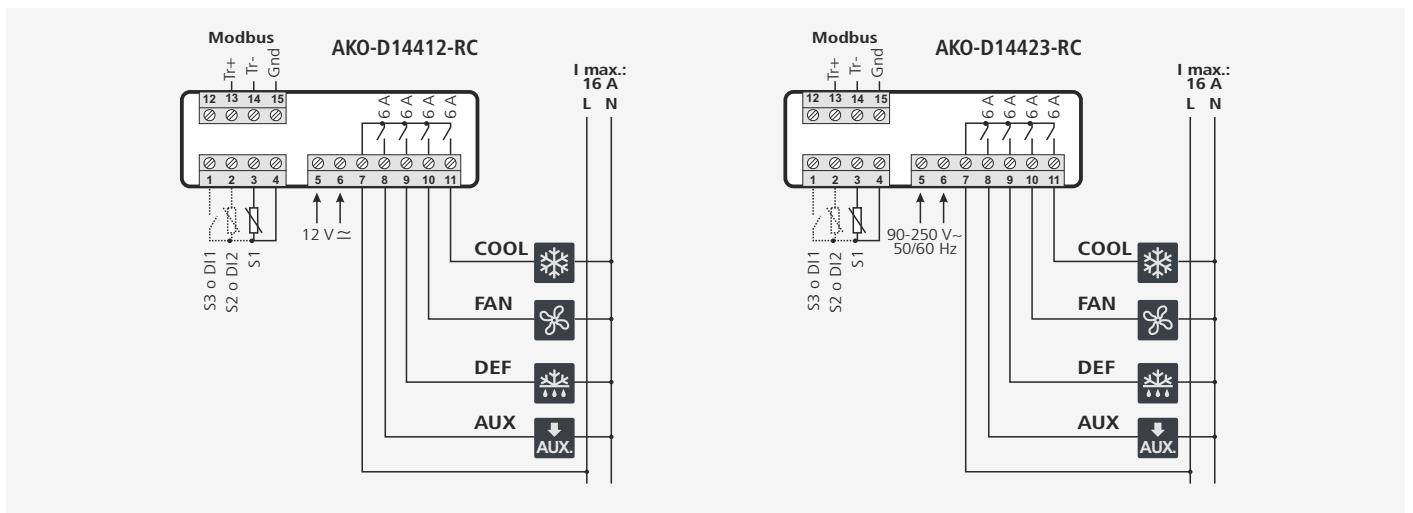 Modbus
AKO-D14412-RC
Tr+
Tr-
Gnd
I max.:
16 A
L N
12 13 14 15
6 A 6 A 6 A 6 A
1 2 3 4 5 6 7 8 9 10 11
12 V ≃
S3 o DI1
S2 o DI2
S1
COOL
FAN
DEF
AUX
AUX.
Modbus
AKO-D14423-RC
Tr+
Tr-
Gnd
I max.:
16 A
L N
12 13 14 15
6 A 6 A 6 A 6 A
1 2 3 4 5 6 7 8 9 10 11
90-250 V~
50/60 Hz
S3 o DI1
S2 o DI2
S1
COOL
FAN
DEF
AUX
AUX.